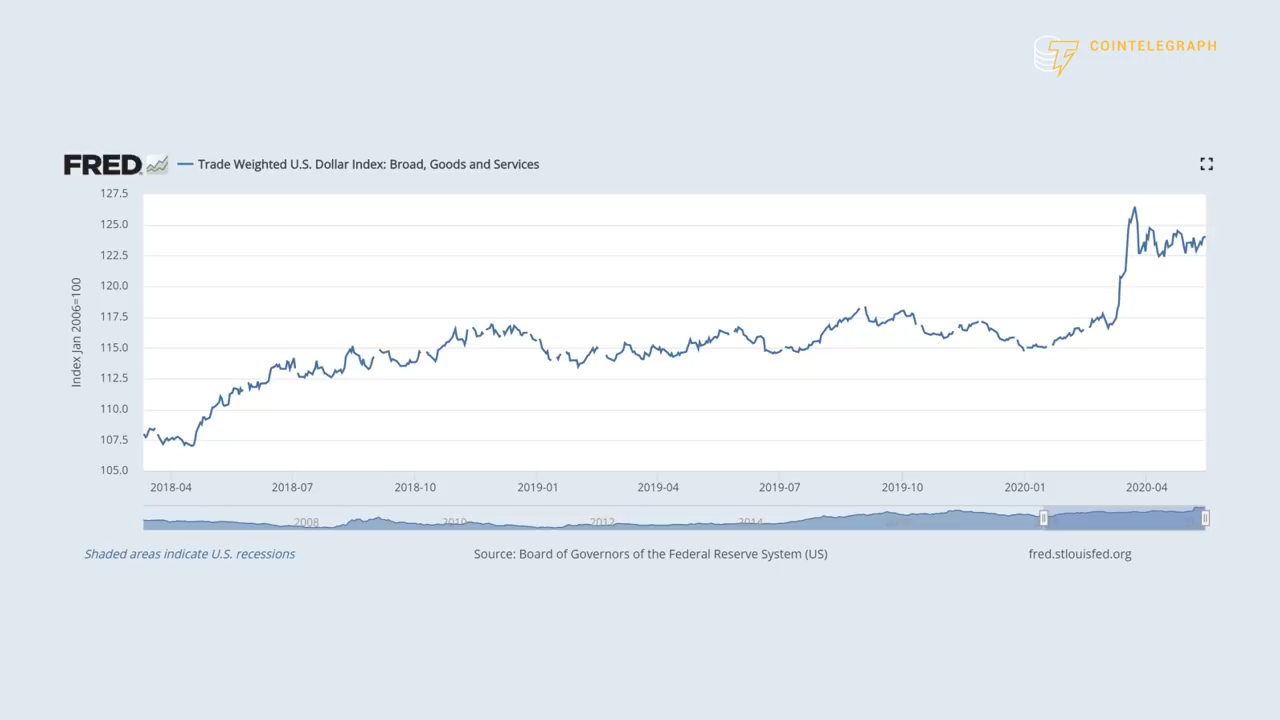 COINTELEGRAPH
FRED Trade Weighted U.S. Dollar Index: Broad, Goods and Services
127.5
125.0
122.5
120.0
117.5
115.0
112.5
110.0
107.5
105.0
Index Jan 2006=100
2018-04 2018-07 2018-10 2019-01 2019-04 2019-07 2019-10 2020-01 2020-04
2008 2010 2012 2014
Shaded areas indicate U.S. recessions Source: Board of Governors of the Federal Reserve System (US) fred.stlouisfed.org